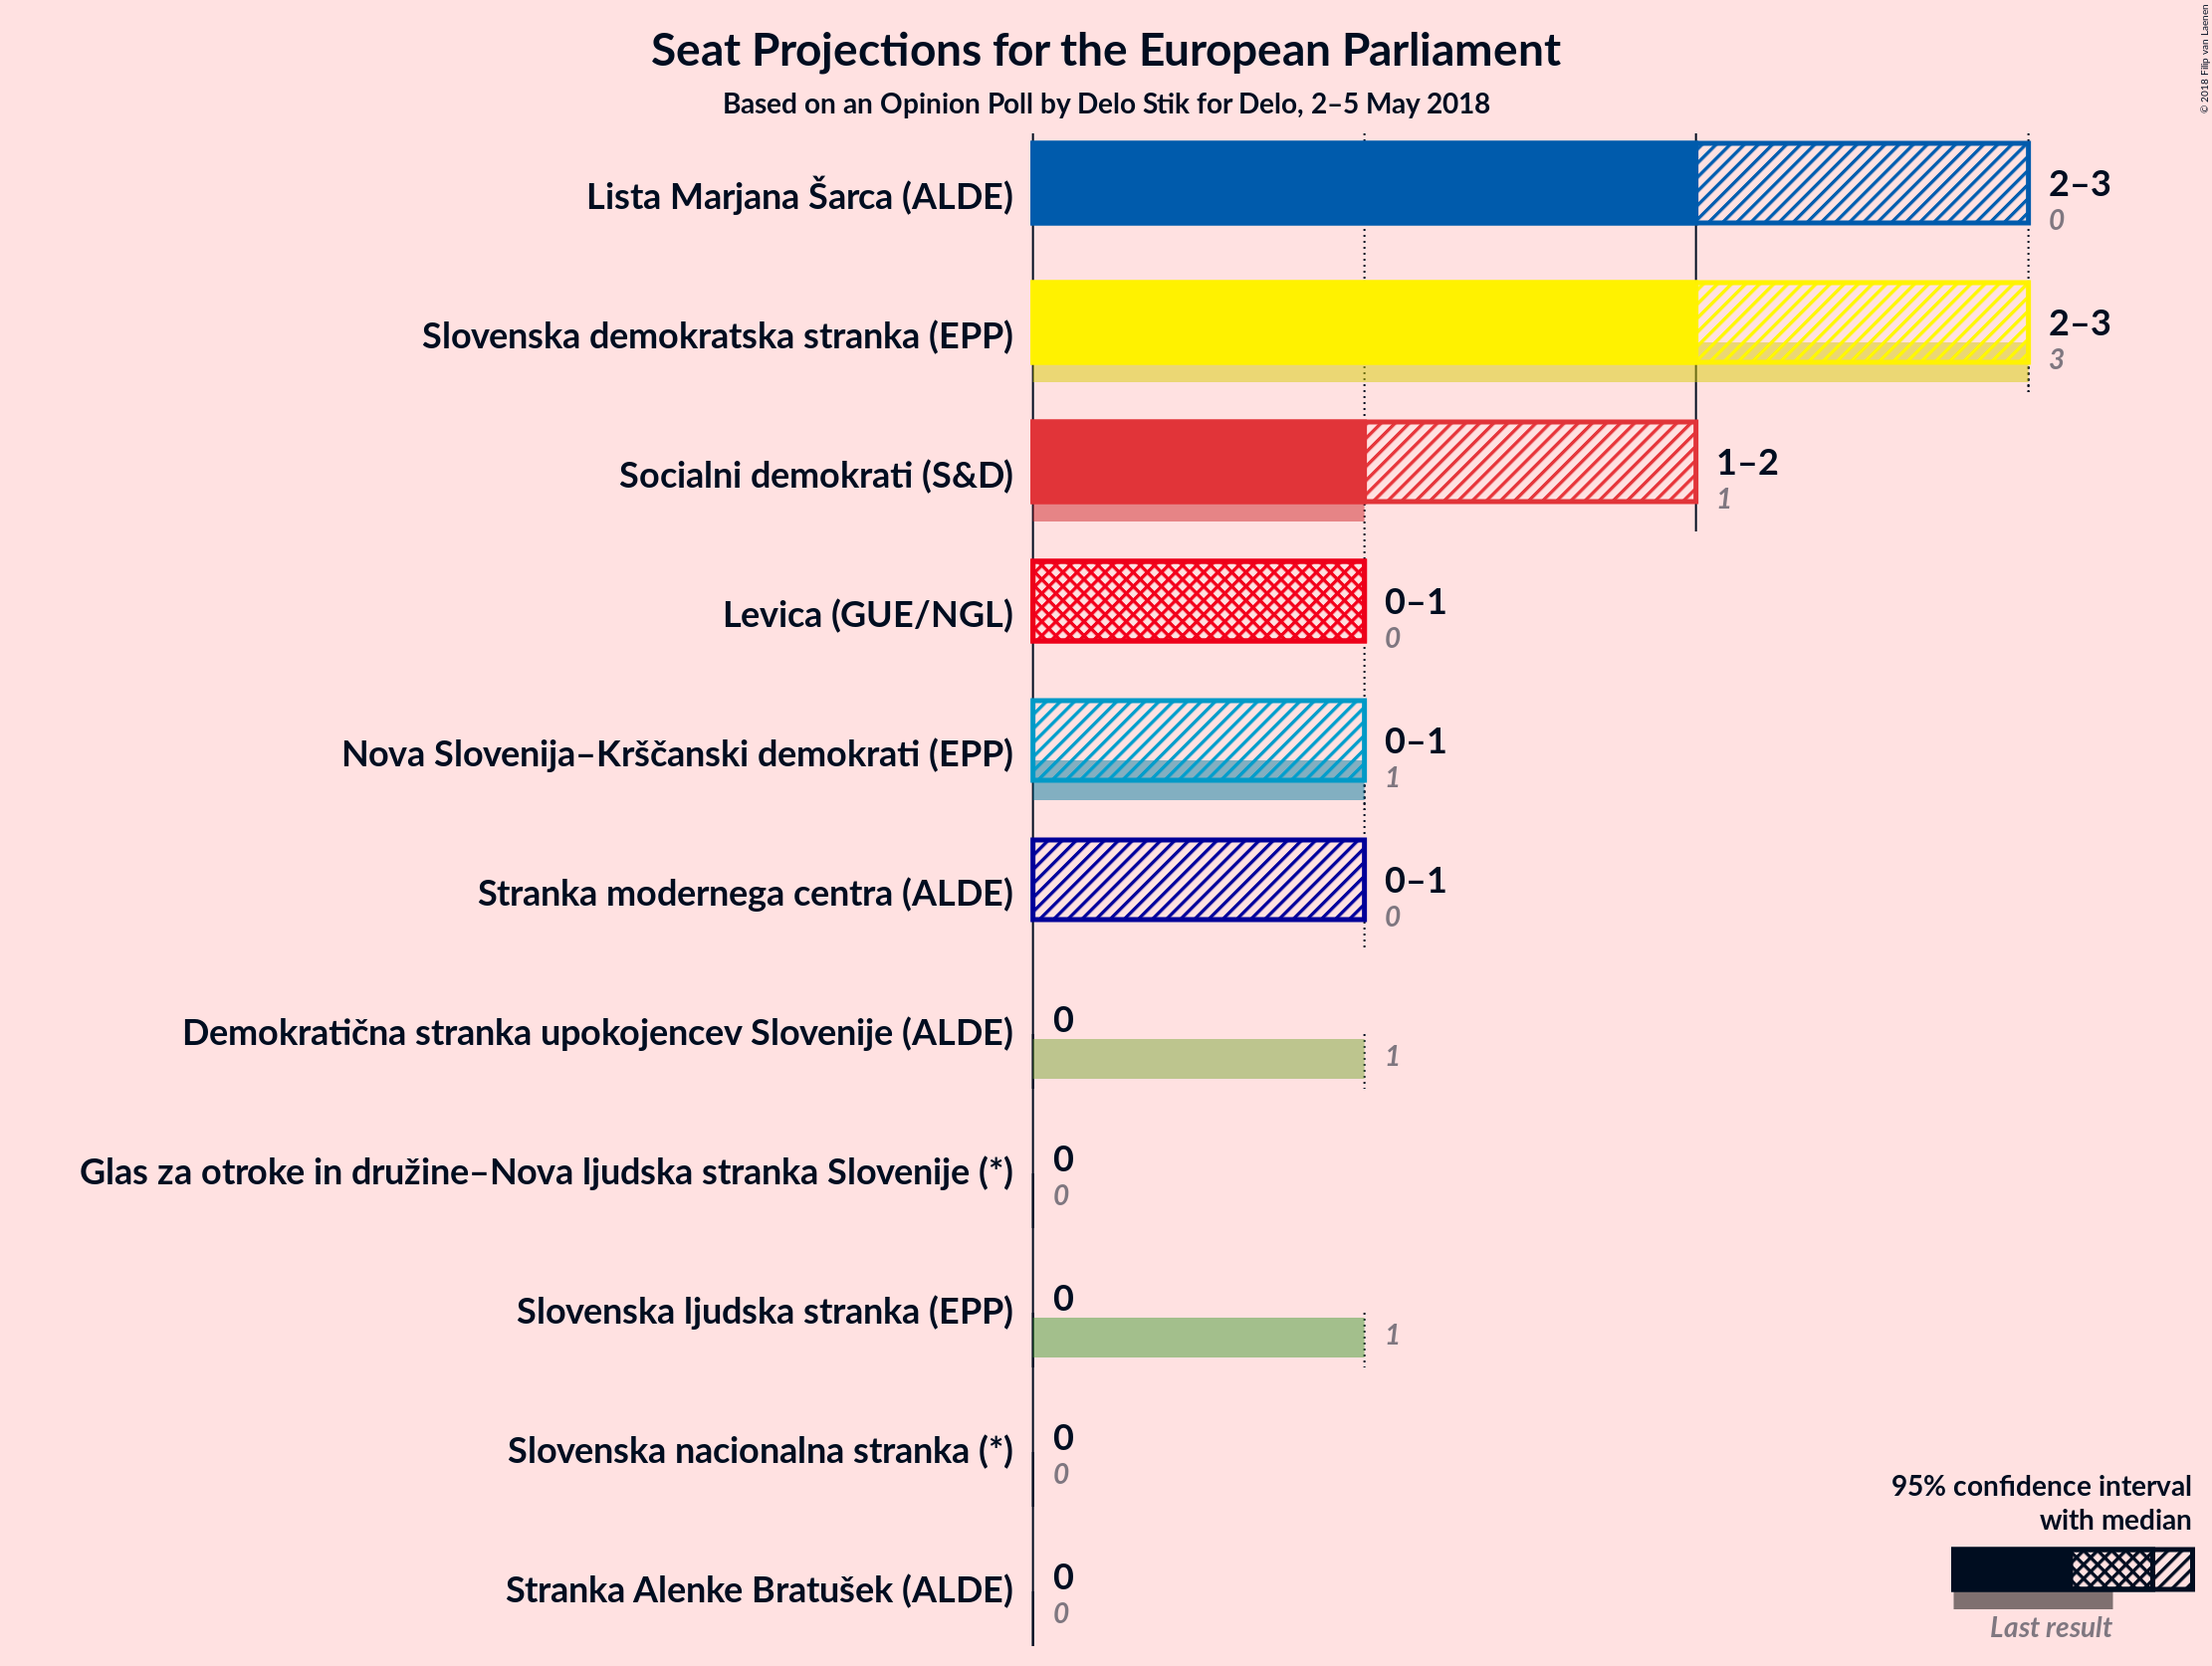 Seat Projections for the European Parliament
Based on an Opinion Poll by Delo Stik for Delo, 2–5 May 2018
© 2018 Filip van Laenen
Lista Marjana Šarca (ALDE)
2–3
0
Slovenska demokratska stranka (EPP)
2–3
3
Socialni demokrati (S&D)
1–2
1
Levica (GUE/NGL)
0–1
0
Nova Slovenija–Krščanski demokrati (EPP)
0–1
1
Stranka modernega centra (ALDE)
0–1
0
Demokratična stranka upokojencev Slovenije (ALDE)
0
1
Glas za otroke in družine–Nova ljudska stranka Slovenije (*)
0
0
Slovenska ljudska stranka (EPP)
0
1
Slovenska nacionalna stranka (*)
0
0
Stranka Alenke Bratušek (ALDE)
0
0
95% confidence interval
with median
Last result